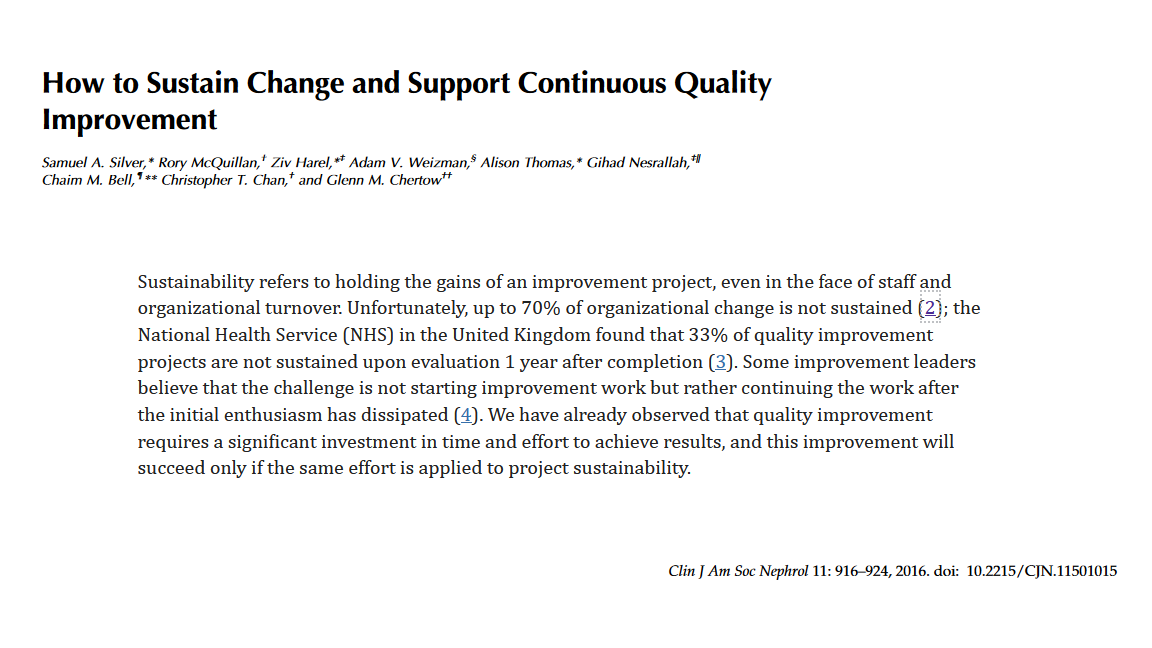 How to Sustain Change and Support Continuous Quality
Improvement
Samuel A. Silver,* Rory McQuillan,† Ziv Harel,*‡ Adam V. Weizman,§ Alison Thomas,* Gihad Nesrallah,‡‖
Chaim M. Bell,¶** Christopher T. Chan,† and Glenn M. Chertow††
Sustainability refers to holding the gains of an improvement project, even in the face of staff and
organizational turnover. Unfortunately, up to 70% of organizational change is not sustained (2); the
National Health Service (NHS) in the United Kingdom found that 33% of quality improvement
projects are not sustained upon evaluation 1 year after completion (3). Some improvement leaders
believe that the challenge is not starting improvement work but rather continuing the work after
the initial enthusiasm has dissipated (4). We have already observed that quality improvement
requires a significant investment in time and effort to achieve results, and this improvement will
succeed only if the same effort is applied to project sustainability.
Clin J Am Soc Nephrol 11: 916–924, 2016. doi: 10.2215/CJN.11501015